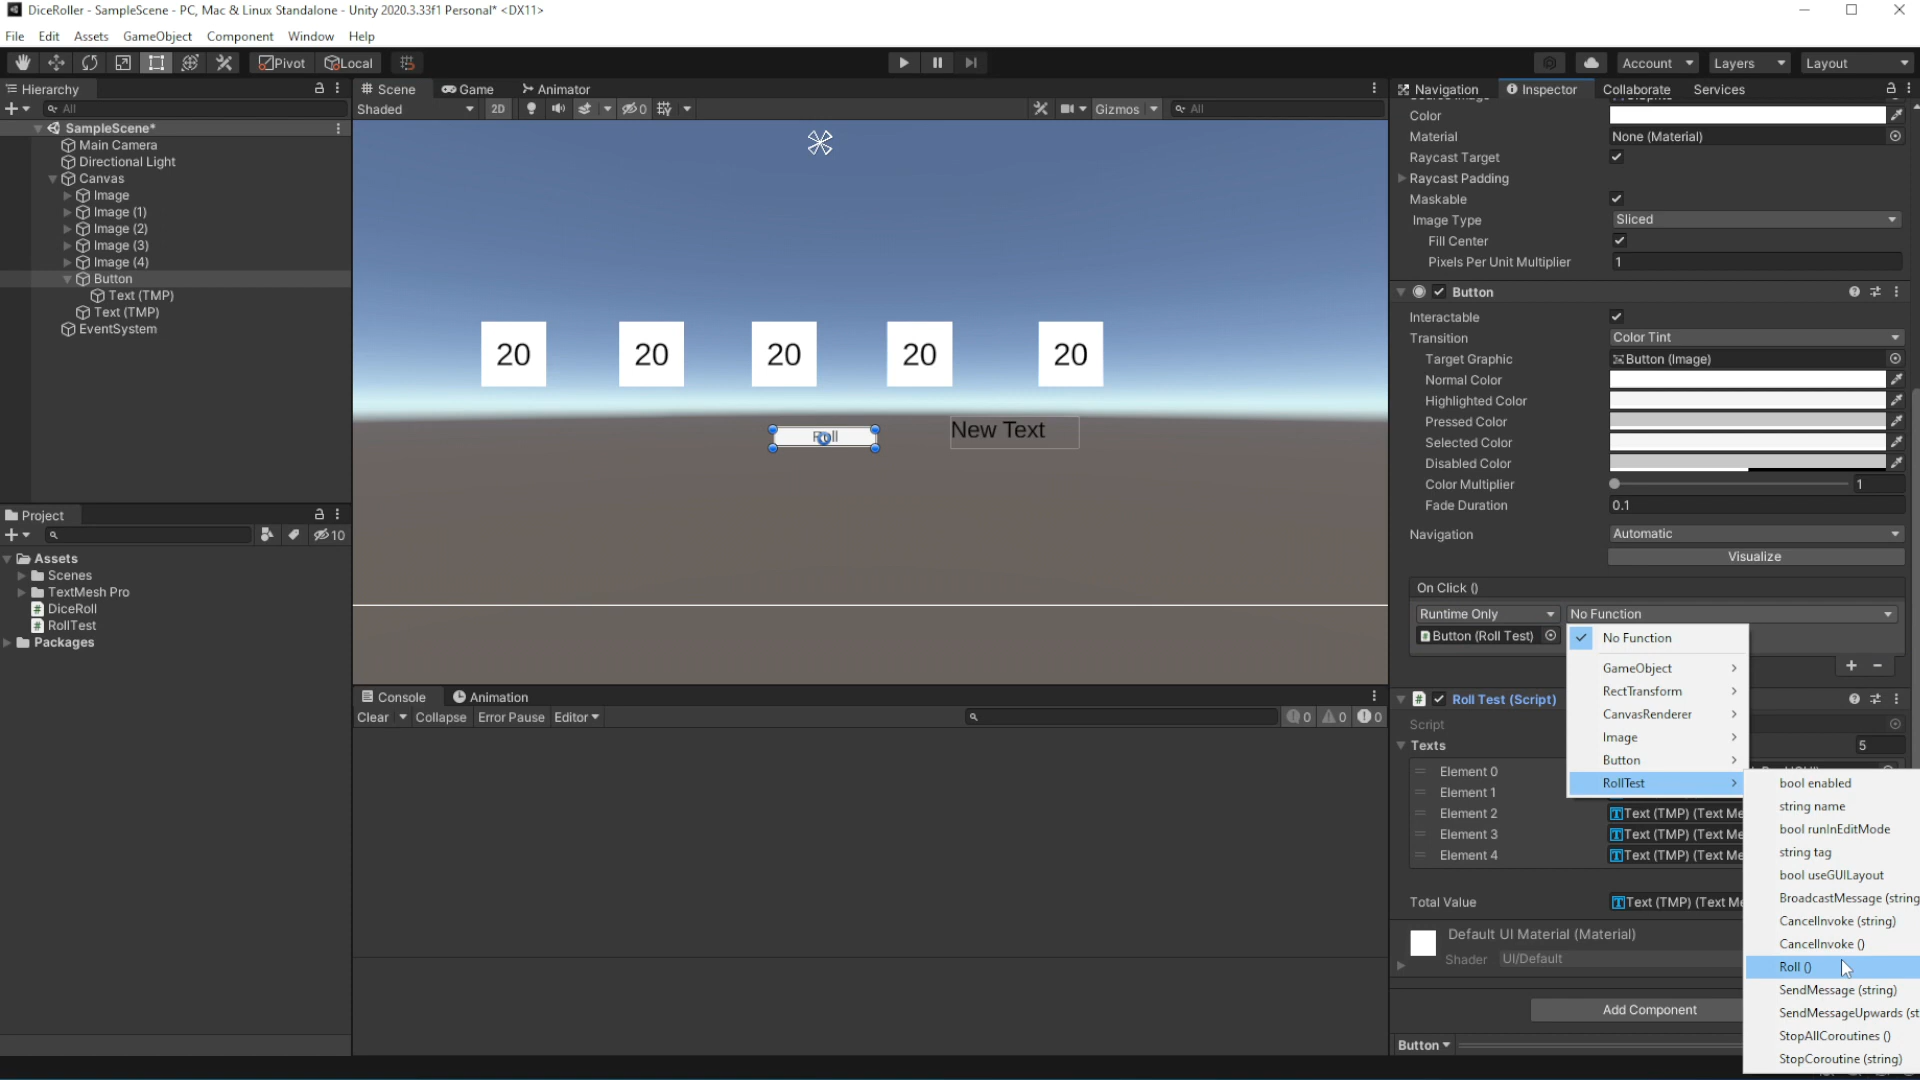 DiceRoller - SampleScene - PC, Mac & Linux Standalone - Unity 2020.3.33f1 Personal* <DX11>
File Edit Assets GameObject Component Window Help
Pivot Local Account Layers Layout
Hierarchy
All
SampleScene*
Main Camera
Directional Light
Canvas
Image
Image (1)
Image (2)
Image (3)
Image (4)
Button
Text (TMP)
Text (TMP)
EventSystem
Project
10
Assets
Scenes
TextMesh Pro
DiceRoll
RollTest
Packages
Scene Game Animator
Shaded 2D 0 Gizmos All
20 20 20 20 20
Roll
New Text
Console Animation
Clear Collapse Error Pause Editor 0 0 0
Navigation Inspector Collaborate Services
Color
Material None (Material)
Raycast Target
Raycast Padding
Maskable
Image Type Sliced
Fill Center
Pixels Per Unit Multiplier 1
Button
Interactable
Transition Color Tint
Target Graphic Button (Image)
Normal Color
Highlighted Color
Pressed Color
Selected Color
Disabled Color
Color Multiplier 1
Fade Duration 0.1
Navigation Automatic
Visualize
On Click ()
Runtime Only No Function
Button (Roll Test)
No Function
GameObject
RectTransform
CanvasRenderer
Image
Button
RollTest
Roll Test (Script)
Script
Texts 5
Element 0
Element 1
Element 2 Text (TMP) (Text Me
Element 3 Text (TMP) (Text Me
Element 4 Text (TMP) (Text Me
Total Value Text (TMP) (Text Me
Default UI Material (Material)
Shader UI/Default
Add Component
Button
bool enabled
string name
bool runInEditMode
string tag
bool useGUILayout
BroadcastMessage (string
CancelInvoke (string)
CancelInvoke ()
Roll ()
SendMessage (string)
SendMessageUpwards (st
StopAllCoroutines ()
StopCoroutine (string)